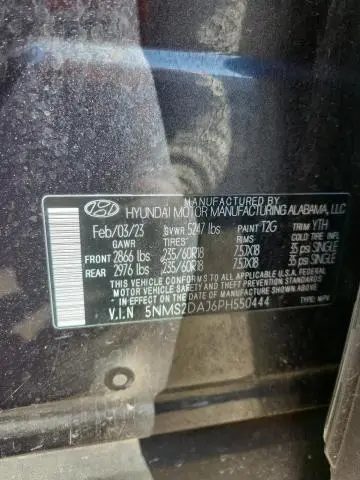 MANUFACTURED BY
HYUNDAI MOTOR MANUFACTURING ALABAMA, LLC
Feb/03/23 GVWR 5247 lbs PAINT T2G TRIM YTH
GAWR TIRES RIMS COLD TIRE INFL
FRONT 2866 lbs 235/60R18 7.5JX18 35 psi SINGLE
REAR 2976 lbs 235/60R18 7.5JX18 35 psi SINGLE
THIS VEHICLE CONFORMS TO ALL APPLICABLE U.S.A. FEDERAL
MOTOR VEHICLE SAFETY AND THEFT PREVENTION STANDARDS
IN EFFECT ON THE DATE OF MANUFACTURE SHOWN ABOVE.
V.I.N 5NMS2DAJ6PH550444 TYPE: MPV